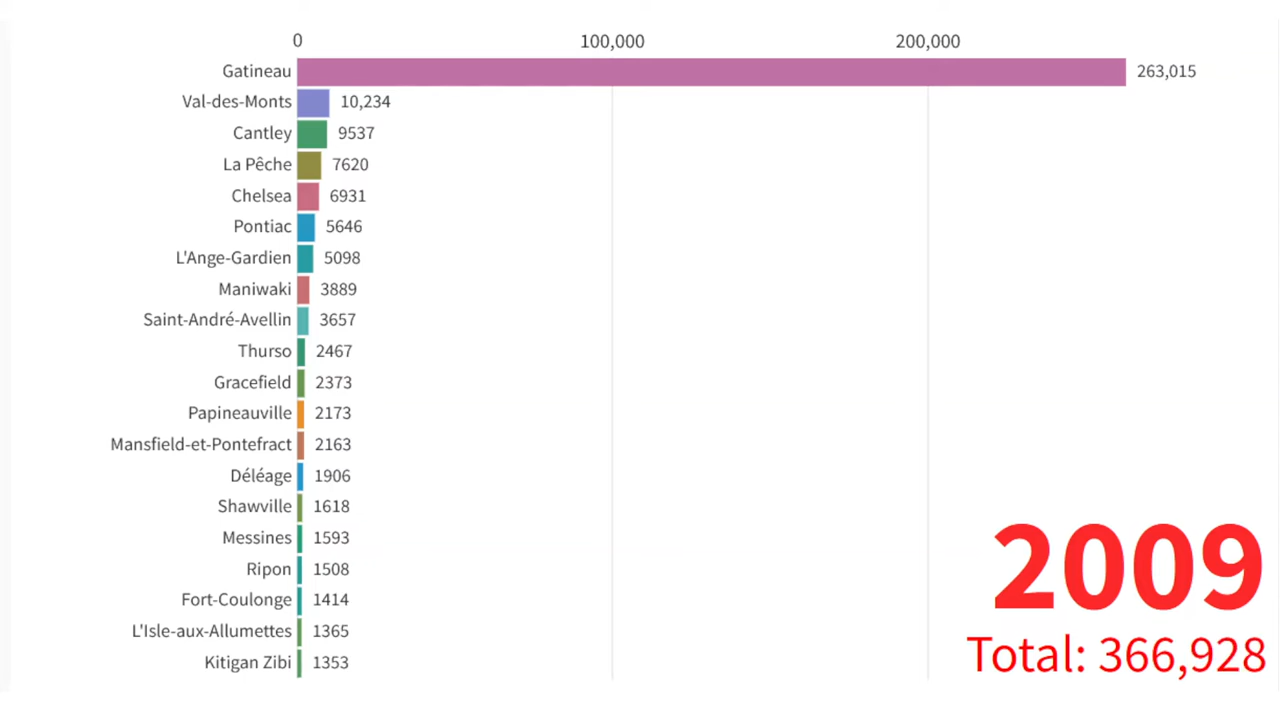 0 100,000 200,000
Gatineau 263,015
Val-des-Monts 10,234
Cantley 9537
La Pêche 7620
Chelsea 6931
Pontiac 5646
L'Ange-Gardien 5098
Maniwaki 3889
Saint-André-Avellin 3657
Thurso 2467
Gracefield 2373
Papineauville 2173
Mansfield-et-Pontefract 2163
Déléage 1906
Shawville 1618
Messines 1593
Ripon 1508
Fort-Coulonge 1414
L'Isle-aux-Allumettes 1365
Kitigan Zibi 1353
2009
Total: 366,928